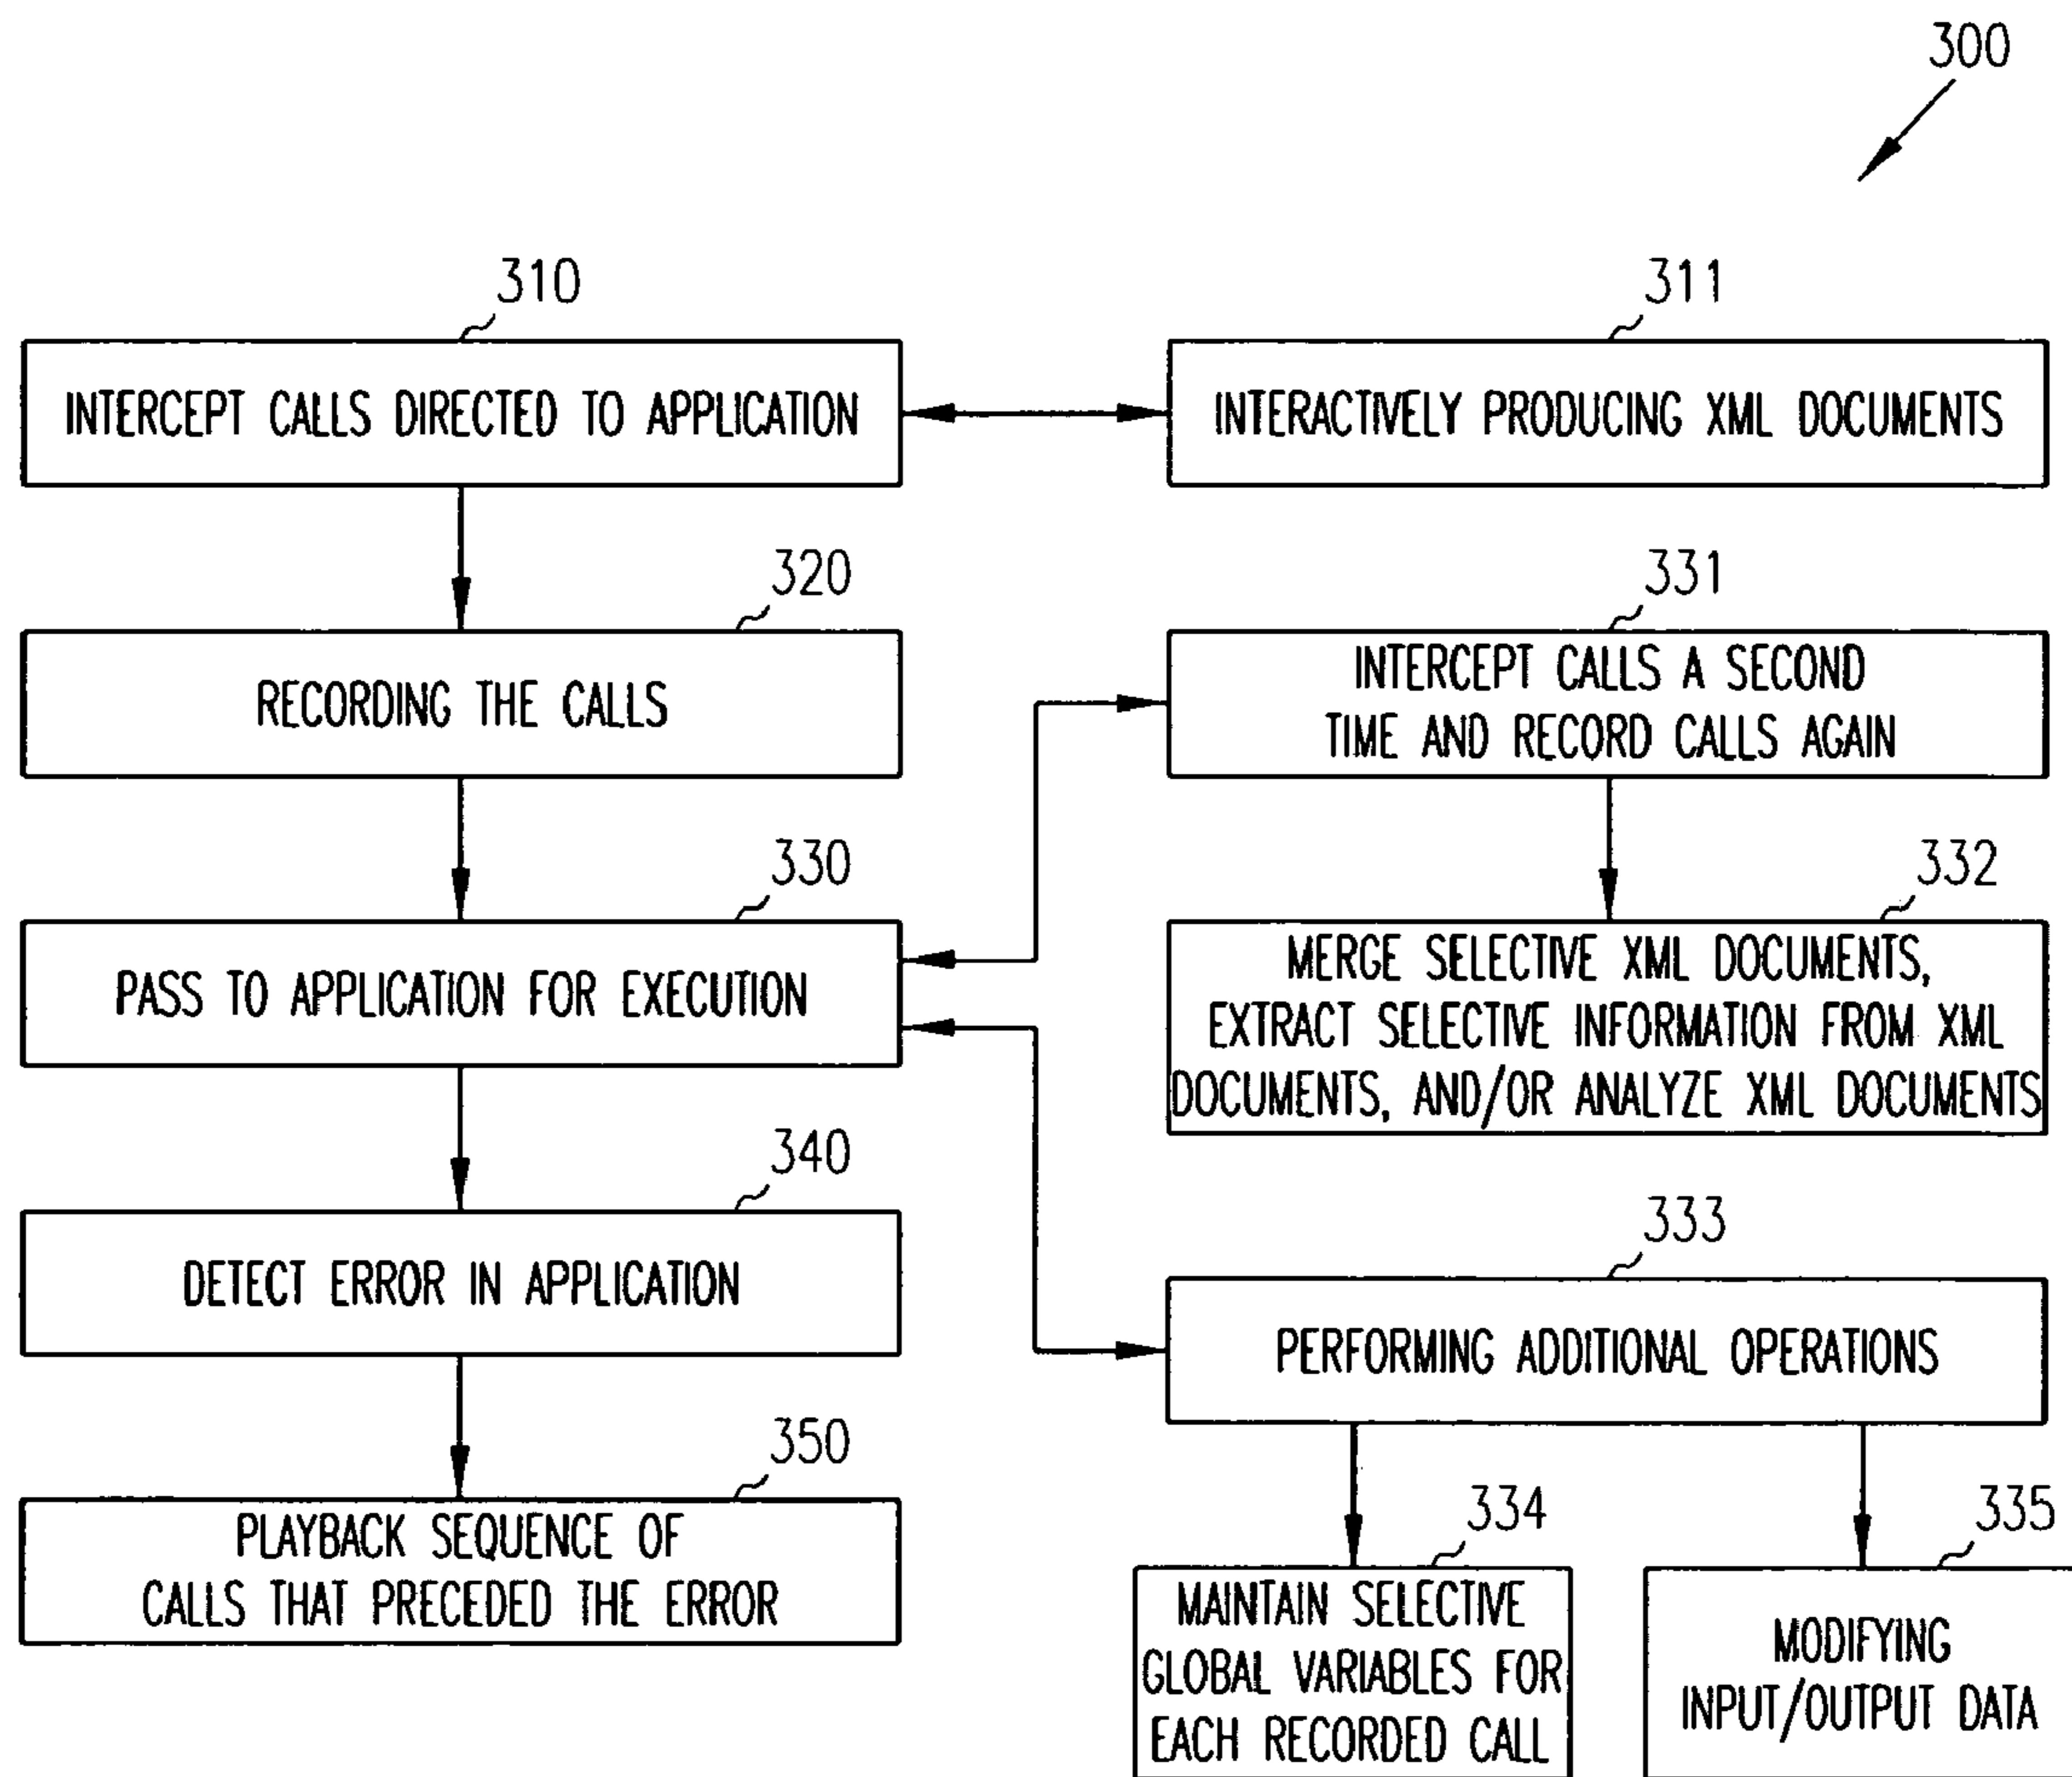 300
310
INTERCEPT CALLS DIRECTED TO APPLICATION
311
INTERACTIVELY PRODUCING XML DOCUMENTS
320
RECORDING THE CALLS
331
INTERCEPT CALLS A SECOND
TIME AND RECORD CALLS AGAIN
330
PASS TO APPLICATION FOR EXECUTION
332
MERGE SELECTIVE XML DOCUMENTS,
EXTRACT SELECTIVE INFORMATION FROM XML
DOCUMENTS, AND/OR ANALYZE XML DOCUMENTS
340
DETECT ERROR IN APPLICATION
333
PERFORMING ADDITIONAL OPERATIONS
350
PLAYBACK SEQUENCE OF
CALLS THAT PRECEDED THE ERROR
334
MAINTAIN SELECTIVE
GLOBAL VARIABLES FOR
EACH RECORDED CALL
335
MODIFYING
INPUT/OUTPUT DATA